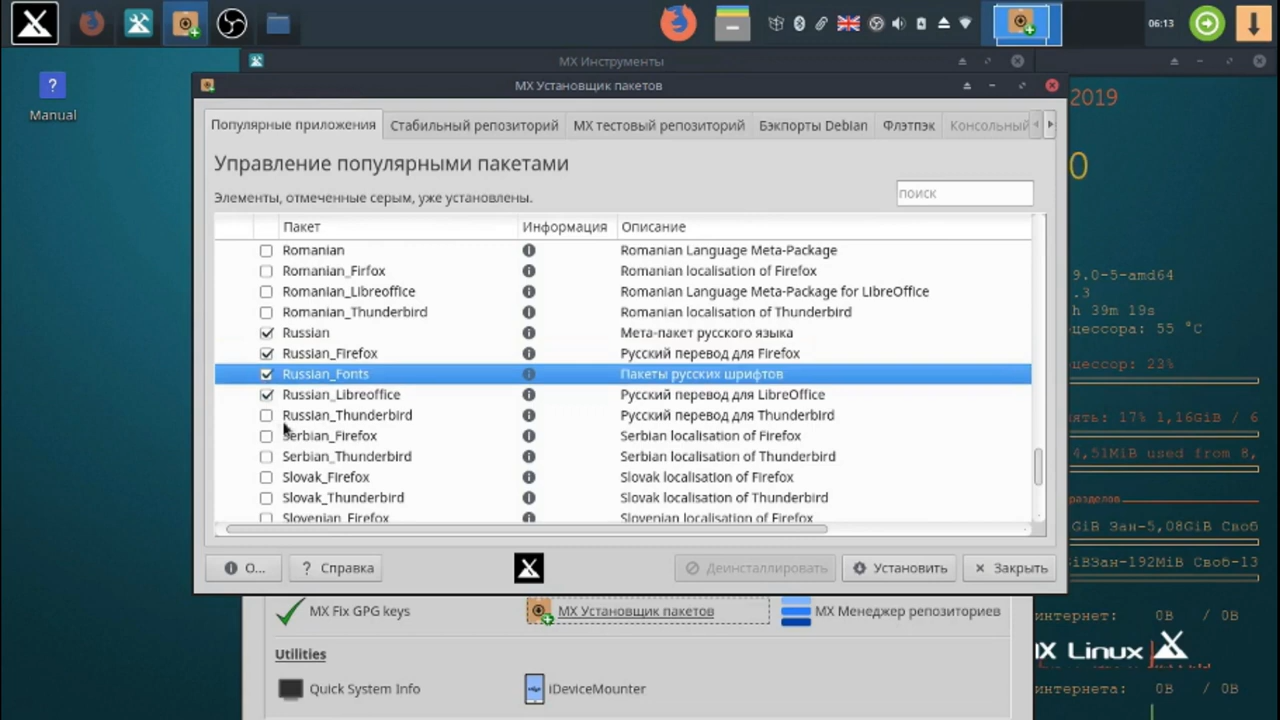 06:13
MX Инструменты
Manual
MX Установщик пакетов
2019
Популярные приложения
Стабильный репозиторий
MX тестовый репозиторий
Бэкпорты Debian
Флэтпэк
Консольный
Управление популярными пакетами
0
Элементы, отмеченные серым, уже установлены.
поиск
Пакет Информация Описание
Romanian Romanian Language Meta-Package
Romanian_Firfox Romanian localisation of Firefox
9.0-5-amd64
Romanian_Libreoffice Romanian Language Meta-Package for LibreOffice
.3
Romanian_Thunderbird Romanian localisation of Thunderbird
h 39m 19s
Russian Мета-пакет русского языка
цессора: 55 °C
Russian_Firefox Русский перевод для Firefox
цессор: 23%
Russian_Fonts Пакеты русских шрифтов
Russian_Libreoffice Русский перевод для LibreOffice
Russian_Thunderbird Русский перевод для Thunderbird
ять: 17% 1,16GiB / 6
Serbian_Firefox Serbian localisation of Firefox
Serbian_Thunderbird Serbian localisation of Thunderbird
4,51MiB used from 8,
Slovak_Firefox Slovak localisation of Firefox
Slovak_Thunderbird Slovak localisation of Thunderbird
разделов
Slovenian_Firefox Slovenian localisation of Firefox
GiB Зан-5,08GiB Своб
GiBЗан-192MiB Своб-13
О...
? Справка
Деинсталлировать
Установить
Закрыть
MX Fix GPG keys
MX Установщик пакетов
MX Менеджер репозиториев
интернет: 0B / 0B
MX Linux
Utilities
Quick System Info
iDeviceMounter
интернета: 0B / 0B